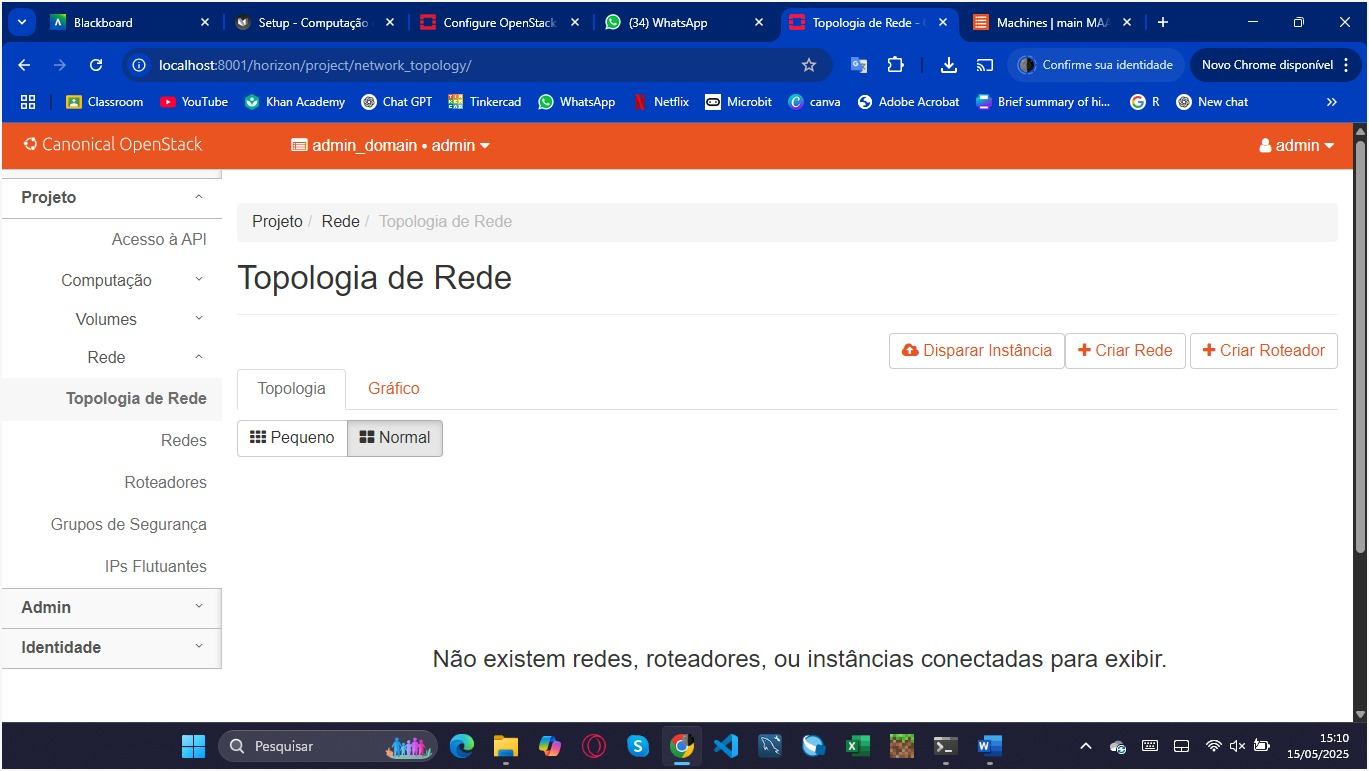 Blackboard
Setup - Computação
Configure OpenStack
(34) WhatsApp
Topologia de Rede -
Machines | main MAA
localhost:8001/horizon/project/network_topology/
Confirme sua identidade
Novo Chrome disponível
Classroom
YouTube
Khan Academy
Chat GPT
Tinkercad
WhatsApp
Netflix
Microbit
canva
Adobe Acrobat
Brief summary of hi...
R
New chat
Canonical OpenStack
admin_domain • admin
admin
Projeto
Acesso à API
Computação
Volumes
Rede
Topologia de Rede
Redes
Roteadores
Grupos de Segurança
IPs Flutuantes
Admin
Identidade
Projeto / Rede / Topologia de Rede
Topologia de Rede
Disparar Instância
Criar Rede
Criar Roteador
Topologia
Gráfico
Pequeno
Normal
Não existem redes, roteadores, ou instâncias conectadas para exibir.
Pesquisar
15:10
15/05/2025